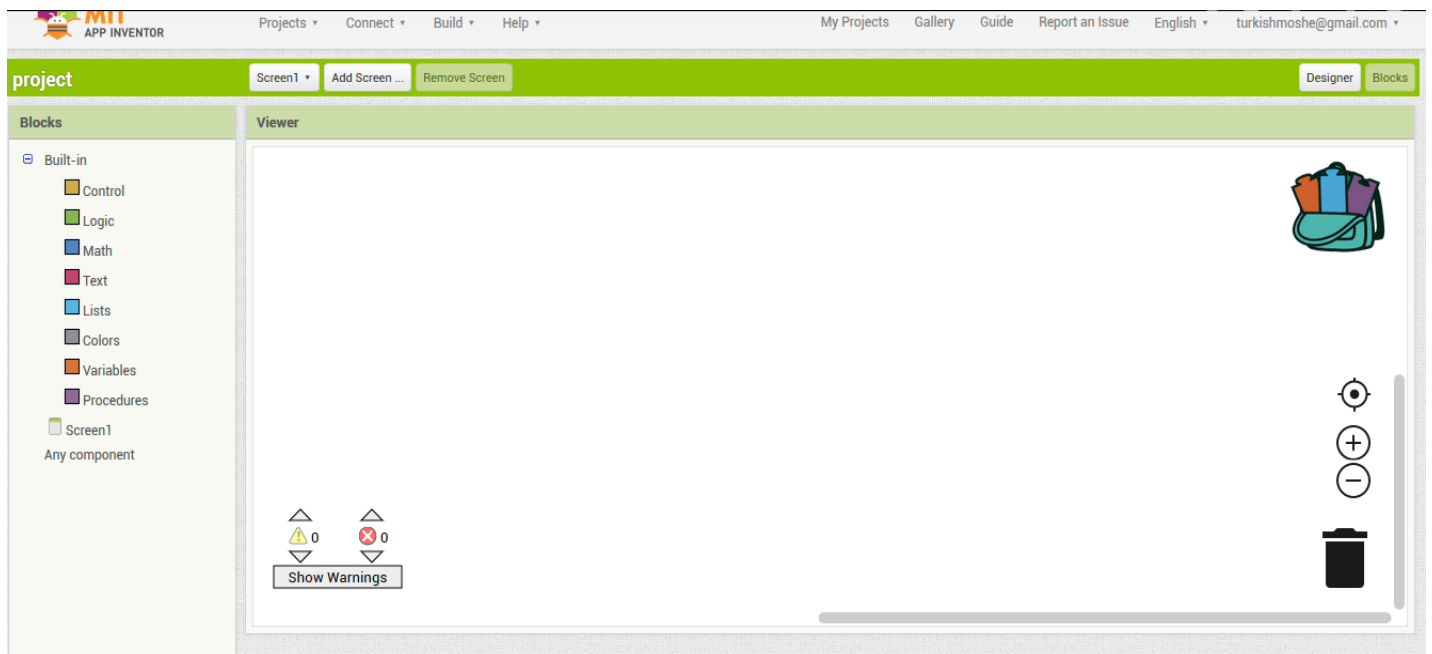 MIT
APP INVENTOR
Projects Connect Build Help My Projects Gallery Guide Report an Issue English turkishmoshe@gmail.com
project Screen1 Add Screen ... Remove Screen Designer Blocks
Blocks
Viewer
Built-in
Control
Logic
Math
Text
Lists
Colors
Variables
Procedures
Screen1
Any component
0 0
Show Warnings